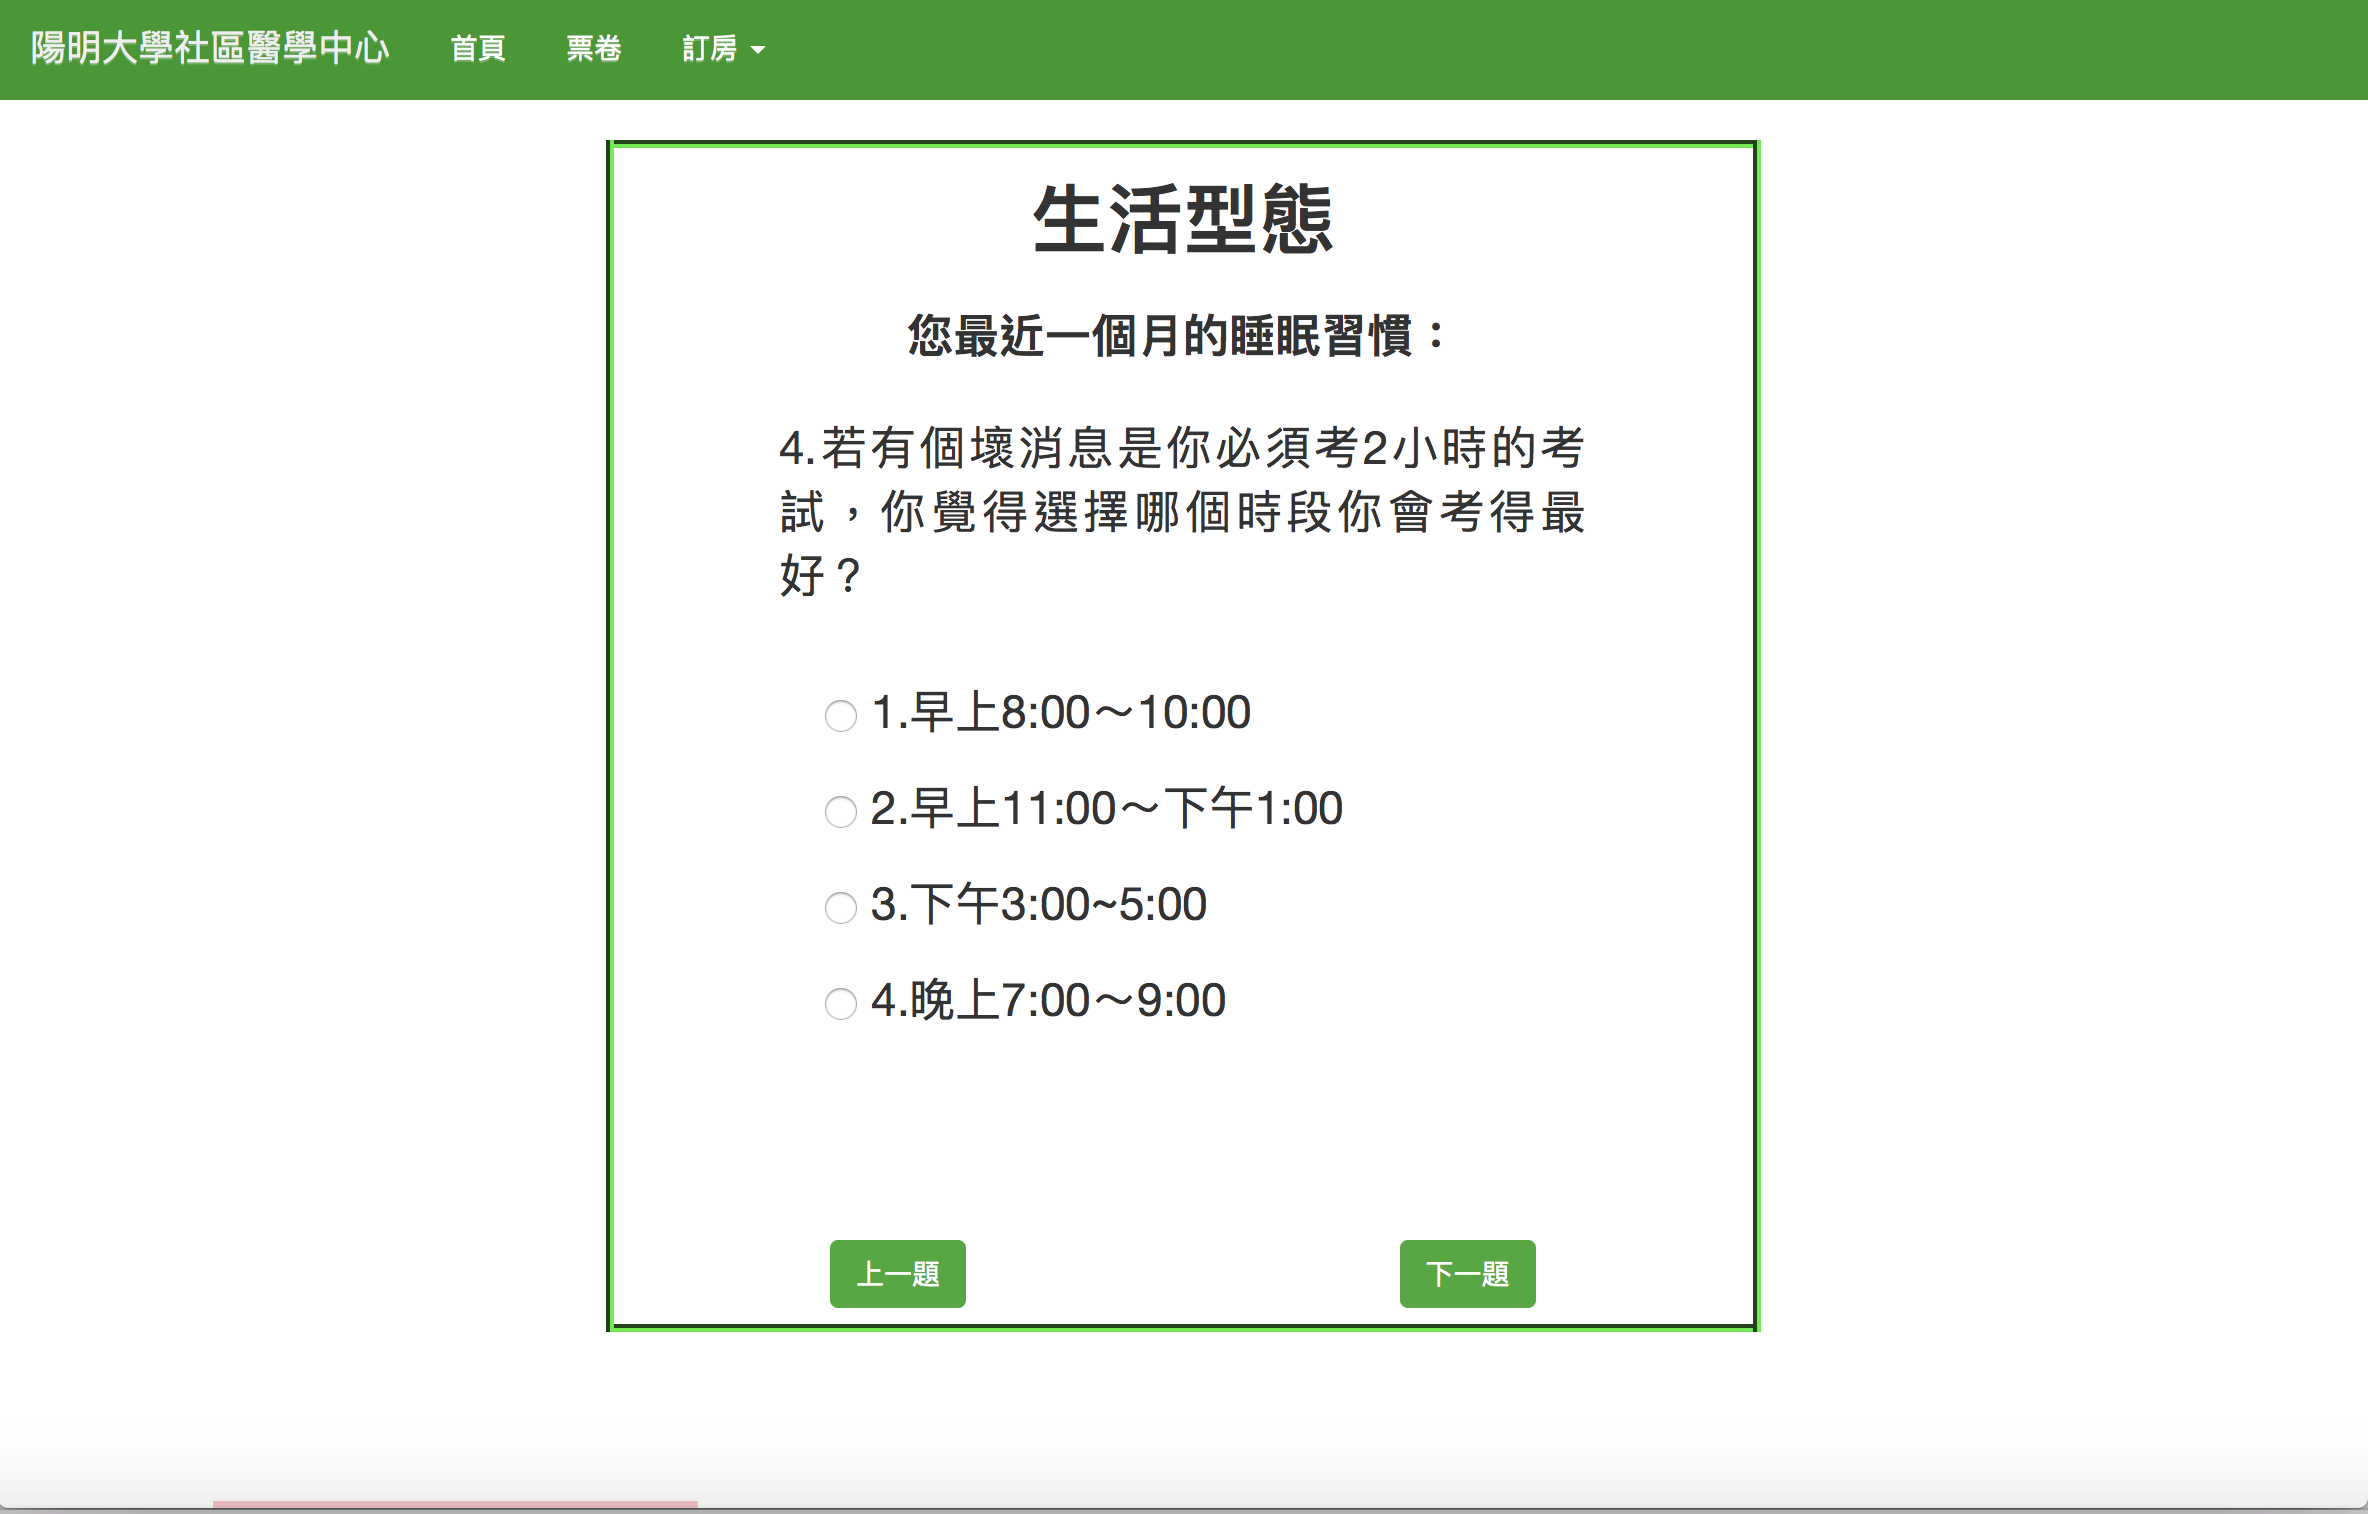 陽明大學社區醫學中心 首頁 票卷 訂房
生活型態
您最近一個月的睡眠習慣：
4.若有個壞消息是你必須考2小時的考
試，你覺得選擇哪個時段你會考得最
好？
1.早上8:00～10:00
2.早上11:00～下午1:00
3.下午3:00~5:00
4.晚上7:00～9:00
上一題 下一題